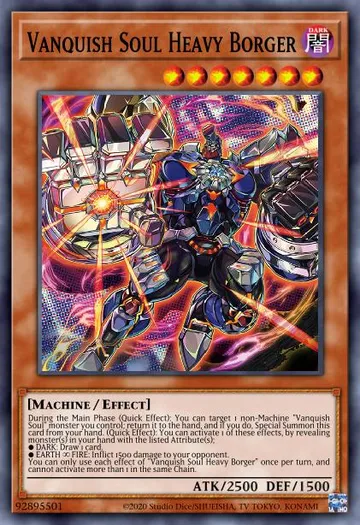 VANQUISH SOUL HEAVY BORGER
DARK
闇
[MACHINE / EFFECT]
During the Main Phase (Quick Effect): You can target 1 non-Machine "Vanquish
Soul" monster you control; return it to the hand, and if you do, Special Summon this
card from your hand. (Quick Effect): You can activate 1 of these effects, by revealing
monster(s) in your hand with the listed Attribute(s);
● DARK: Draw 1 card.
● EARTH ∞ FIRE: Inflict 1500 damage to your opponent.
You can only use each effect of "Vanquish Soul Heavy Borger" once per turn, and
cannot activate more than 1 in the same Chain.
ATK/2500 DEF/1500
92895501 ©2020 Studio Dice/SHUEISHA, TV TOKYO, KONAMI